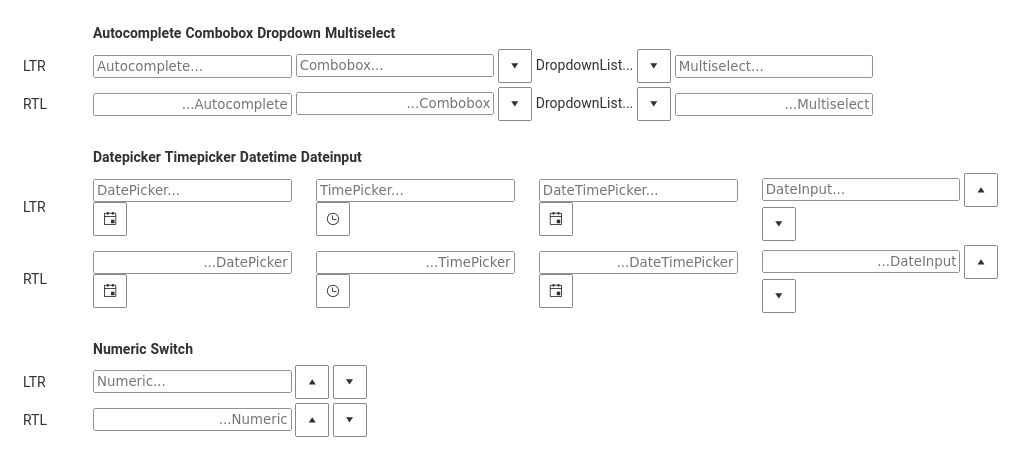 Autocomplete Combobox Dropdown Multiselect
LTR Autocomplete... Combobox... DropdownList... Multiselect...
RTL ...Autocomplete ...Combobox DropdownList... ...Multiselect
Datepicker Timepicker Datetime Dateinput
LTR DatePicker... TimePicker... DateTimePicker... DateInput...
RTL ...DatePicker ...TimePicker ...DateTimePicker ...DateInput
Numeric Switch
LTR Numeric...
RTL ...Numeric